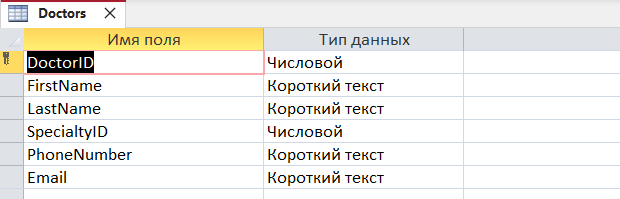 Doctors
Имя поля Тип данных
DoctorID Числовой
FirstName Короткий текст
LastName Короткий текст
SpecialtyID Числовой
PhoneNumber Короткий текст
Email Короткий текст